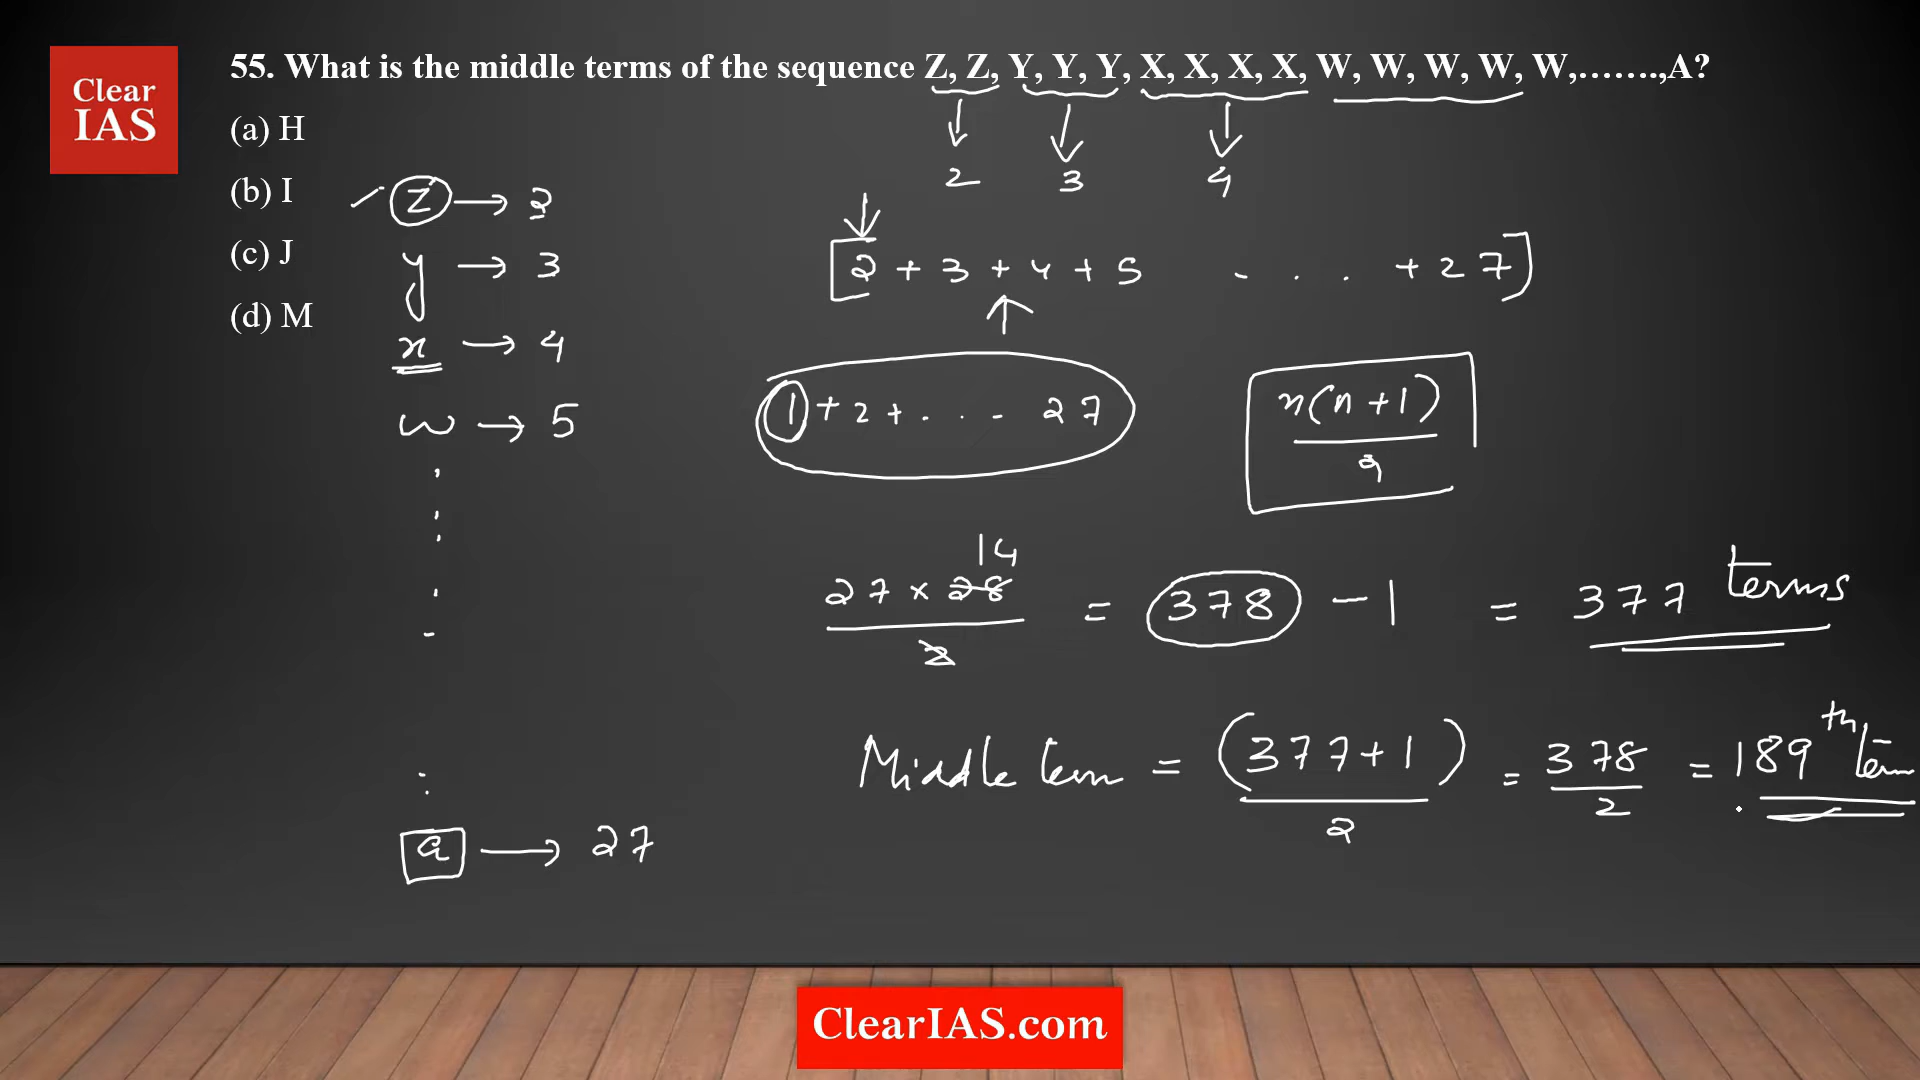 Clear
IAS
55. What is the middle terms of the sequence Z, Z, Y, Y, Y, X, X, X, X, W, W, W, W, W,.......,A?
(a) H
(b) I
(c) J
(d) M
2 3 4
Z → 2
y → 3
x → 4
w → 5
a → 27
[2 + 3 + 4 + 5 . . . + 27]
1 + 2 + . . . 27
n(n+1)
2
14
27 × 28 = 378 - 1 = 377 terms
2
Middle term = (377+1) = 378 = 189th term
2 2
ClearIAS.com